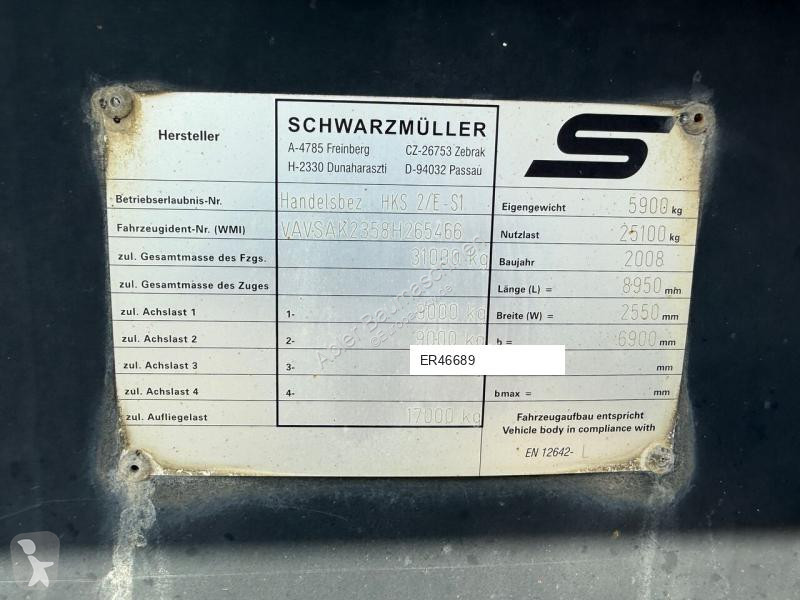 Hersteller
SCHWARZMÜLLER
A-4785 Freinberg CZ-26753 Zebrak
H-2330 Dunaharaszti D-94032 Passau
Betriebserlaubnis-Nr. Handelsbez. HKS 2/E-S1
Fahrzeugident-Nr. (WMI) VAVSAK2358H265466
zul. Gesamtmasse des Fzgs. 31000 kg
zul. Gesamtmasse des Zuges
zul. Achslast 1 1- 9000 kg
zul. Achslast 2 2- 9000 kg
zul. Achslast 3 3-
zul. Achslast 4 4-
zul. Aufliegelast 17000 kg
Eigengewicht 5900 kg
Nutzlast 25100 kg
Baujahr 2008
Länge (L) = 8950 mm
Breite (W) = 2550 mm
b = 6900 mm
ER46689 mm
bmax = mm
Fahrzeugaufbau entspricht
Vehicle body in compliance with
EN 12642- L